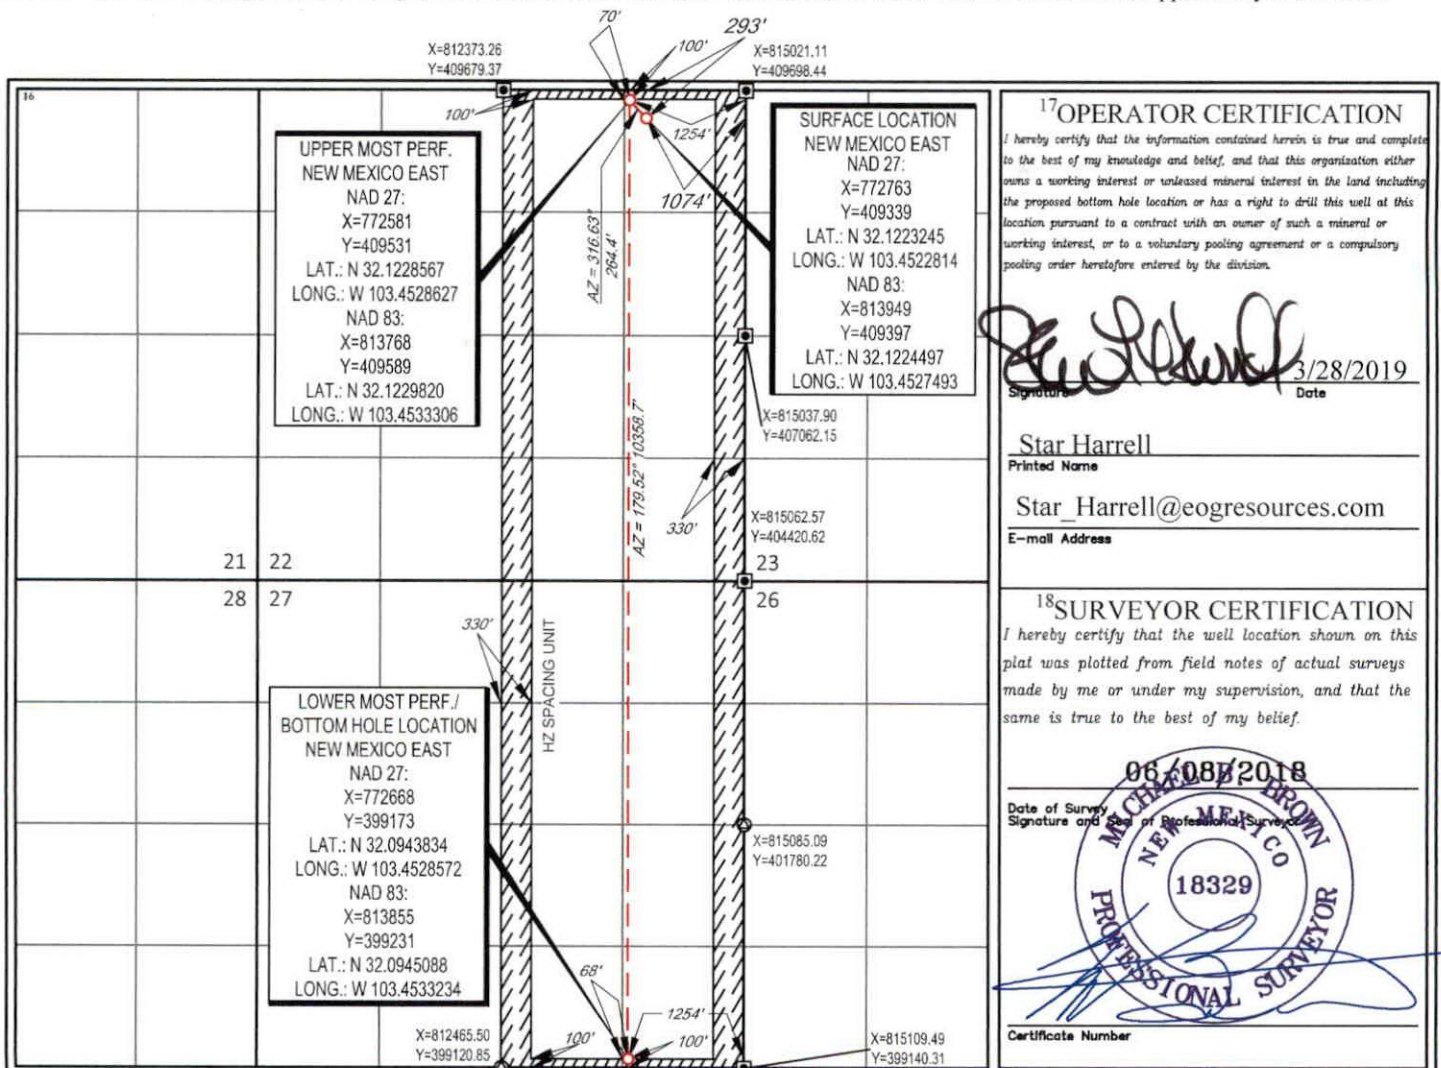 70'
100'
293'
X=812373.26
Y=409679.37
X=815021.11
Y=409698.44
16
100'
1254'
1074'
AZ = 316.63°
264.4'
UPPER MOST PERF.
NEW MEXICO EAST
NAD 27:
X=772581
Y=409531
LAT.: N 32.1228567
LONG.: W 103.4528627
NAD 83:
X=813768
Y=409589
LAT.: N 32.1229820
LONG.: W 103.4533306
SURFACE LOCATION
NEW MEXICO EAST
NAD 27:
X=772763
Y=409339
LAT.: N 32.1223245
LONG.: W 103.4522814
NAD 83:
X=813949
Y=409397
LAT.: N 32.1224497
LONG.: W 103.4527493
X=815037.90
Y=407062.15
AZ = 179.52° 10358.7'
330'
X=815062.57
Y=404420.62
21
22
23
28
27
26
330'
HZ SPACING UNIT
LOWER MOST PERF./
BOTTOM HOLE LOCATION
NEW MEXICO EAST
NAD 27:
X=772668
Y=399173
LAT.: N 32.0943834
LONG.: W 103.4528572
NAD 83:
X=813855
Y=399231
LAT.: N 32.0945088
LONG.: W 103.4533234
X=815085.09
Y=401780.22
68'
1254'
X=812465.50
Y=399120.85
100'
100'
X=815109.49
Y=399140.31
17 OPERATOR CERTIFICATION
I hereby certify that the information contained herein is true and complete
to the best of my knowledge and belief, and that this organization either
owns a working interest or unleased mineral interest in the land including
the proposed bottom hole location or has a right to drill this well at this
location pursuant to a contract with an owner of such a mineral or
working interest, or to a voluntary pooling agreement or a compulsory
pooling order heretofore entered by the division.
3/28/2019
Signature Date
Star Harrell
Printed Name
Star_Harrell@eogresources.com
E-mail Address
18 SURVEYOR CERTIFICATION
I hereby certify that the well location shown on this
plat was plotted from field notes of actual surveys
made by me or under my supervision, and that the
same is true to the best of my belief.
06/08/2018
Date of Survey
Signature and Seal of Professional Surveyor
MICHAEL B. BROWN
NEW MEXICO
18329
PROFESSIONAL SURVEYOR
Certificate Number